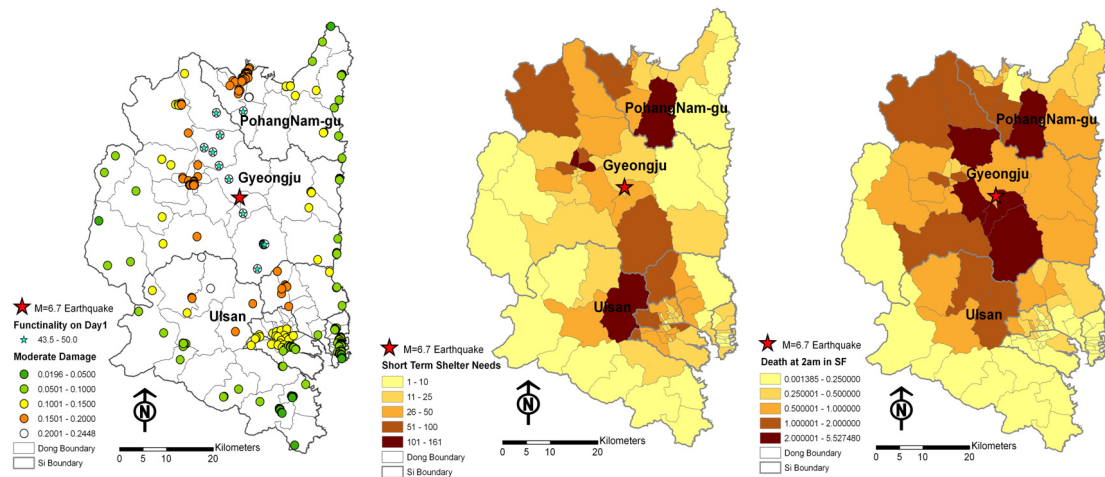 PohangNam-gu
Gyeongju
Ulsan
M=6.7 Earthquake
Functinality on Day1
43.5 - 50.0
Moderate Damage
0.0196 - 0.0500
0.0501 - 0.1000
0.1001 - 0.1500
0.1501 - 0.2000
0.2001 - 0.2448
Dong Boundary
Si Boundary
N
Kilometers
0 5 10 20
PohangNam-gu
Gyeongju
Ulsan
M=6.7 Earthquake
Short Term Shelter Needs
1 - 10
11 - 25
26 - 50
51 - 100
101 - 161
Dong Boundary
Si Boundary
N
Kilometers
0 5 10 20
PohangNam-gu
Gyeongju
Ulsan
M=6.7 Earthquake
Death at 2am in SF
0.001385 - 0.250000
0.250001 - 0.500000
0.500001 - 1.000000
1.000001 - 2.000000
2.000001 - 5.527480
Dong Boundary
Si Boundary
N
Kilometers
0 5 10 20